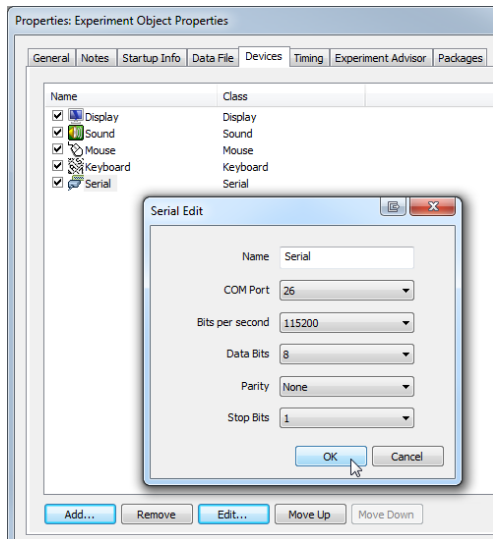 Properties: Experiment Object Properties
General Notes Startup Info Data File Devices Timing Experiment Advisor Packages
Name Class
Display Display
Sound Sound
Mouse Mouse
Keyboard Keyboard
Serial Serial
Serial Edit
Name Serial
COM Port 26
Bits per second 115200
Data Bits 8
Parity None
Stop Bits 1
OK Cancel
Add... Remove Edit... Move Up Move Down